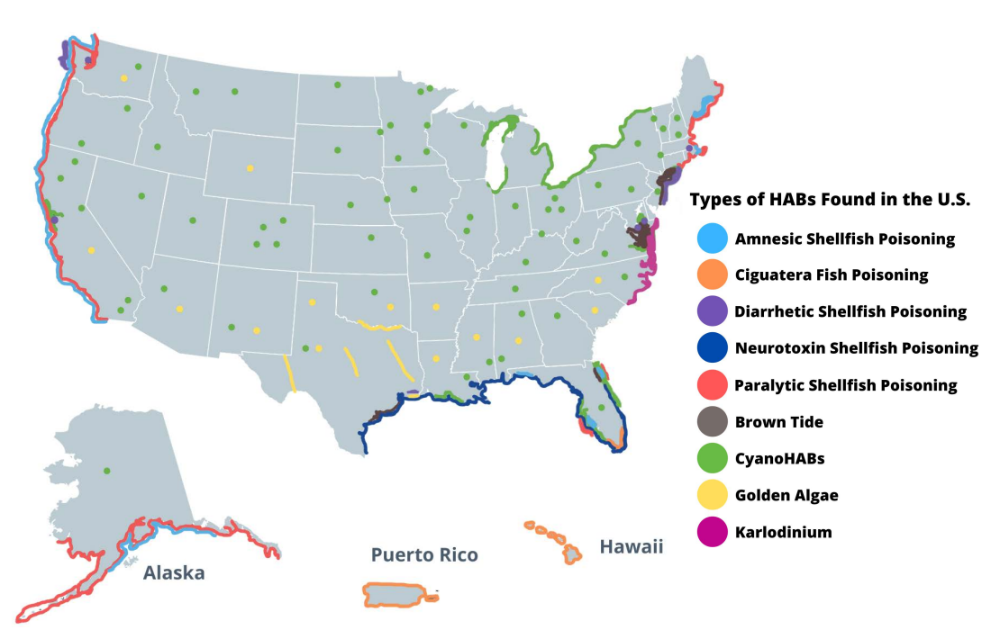 Types of HABs Found in the U.S.
Amnesic Shellfish Poisoning
Ciguatera Fish Poisoning
Diarrhetic Shellfish Poisoning
Neurotoxin Shellfish Poisoning
Paralytic Shellfish Poisoning
Brown Tide
CyanoHABs
Golden Algae
Karlodinium
Hawaii
Puerto Rico
Alaska